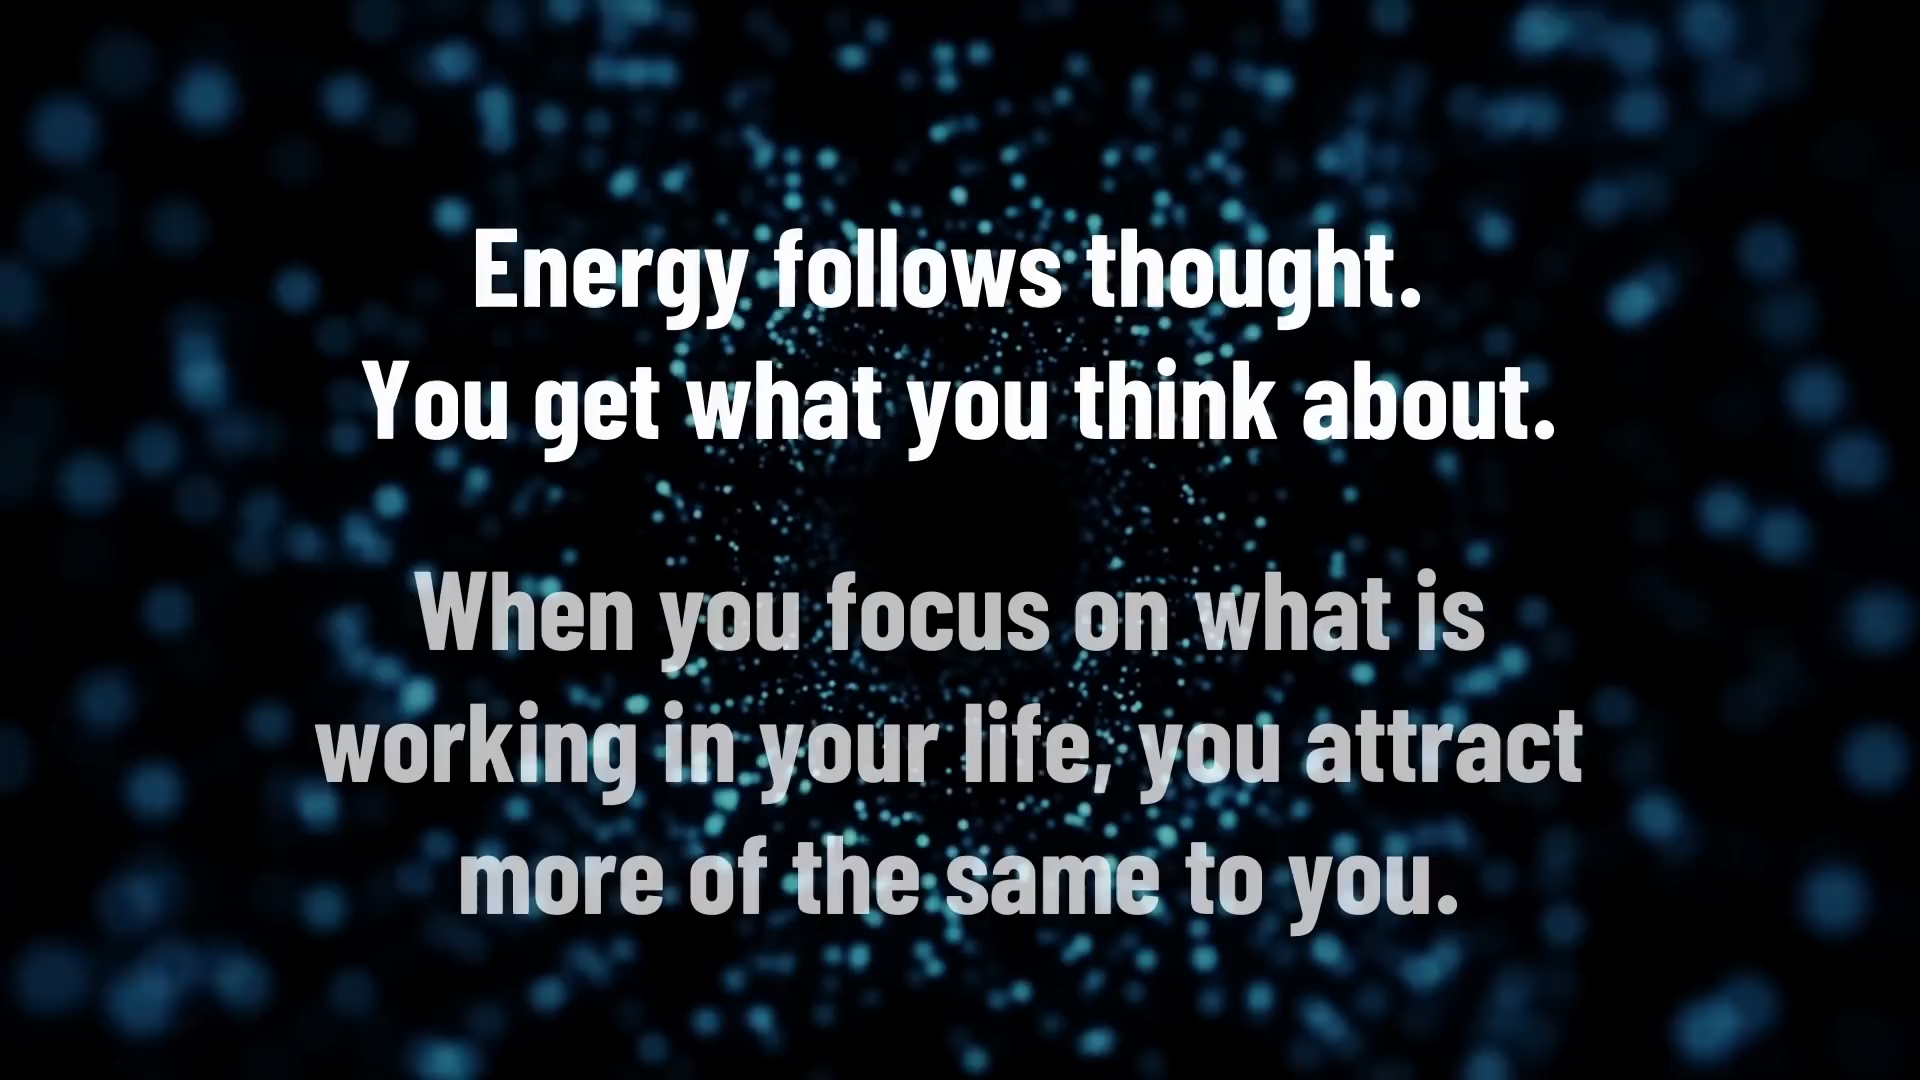 Energy follows thought.
You get what you think about.
When you focus on what is
working in your life, you attract
more of the same to you.